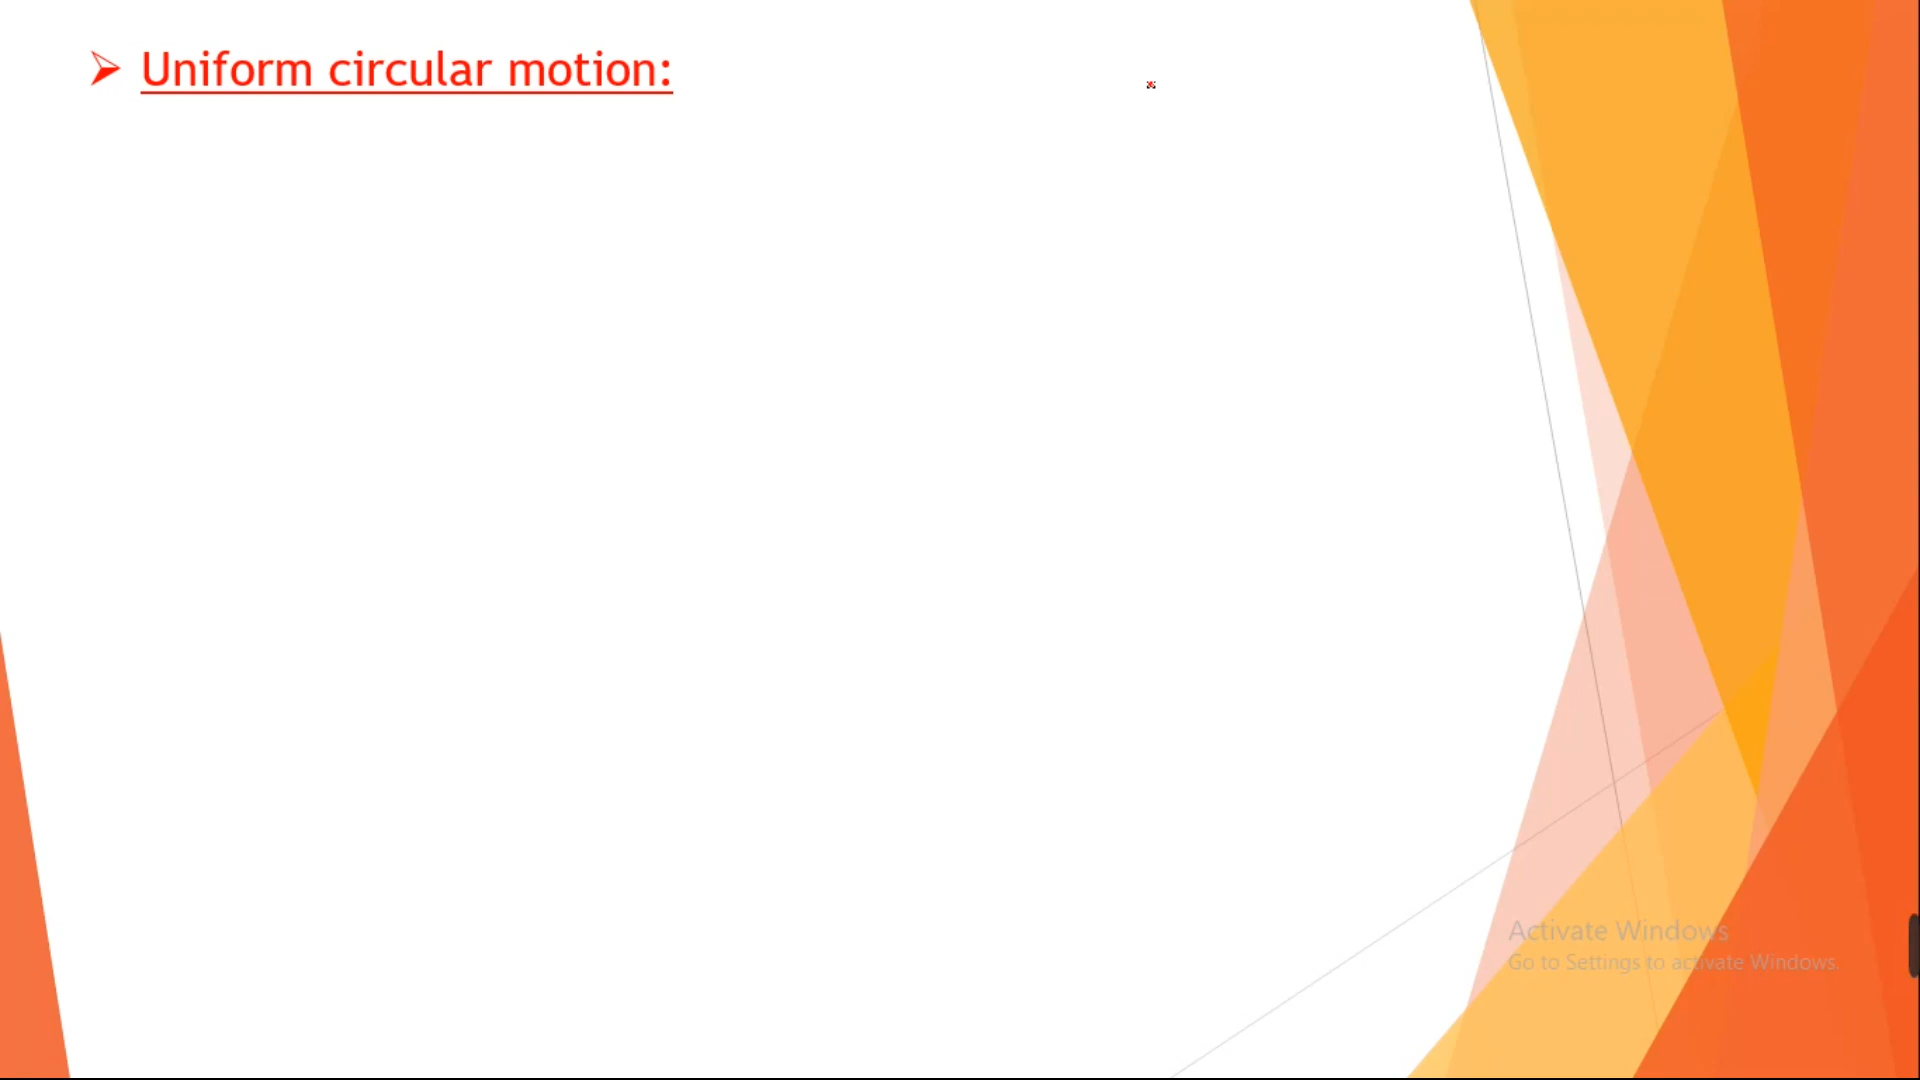 Uniform circular motion:
Activate Windows
Go to Settings to activate Windows.